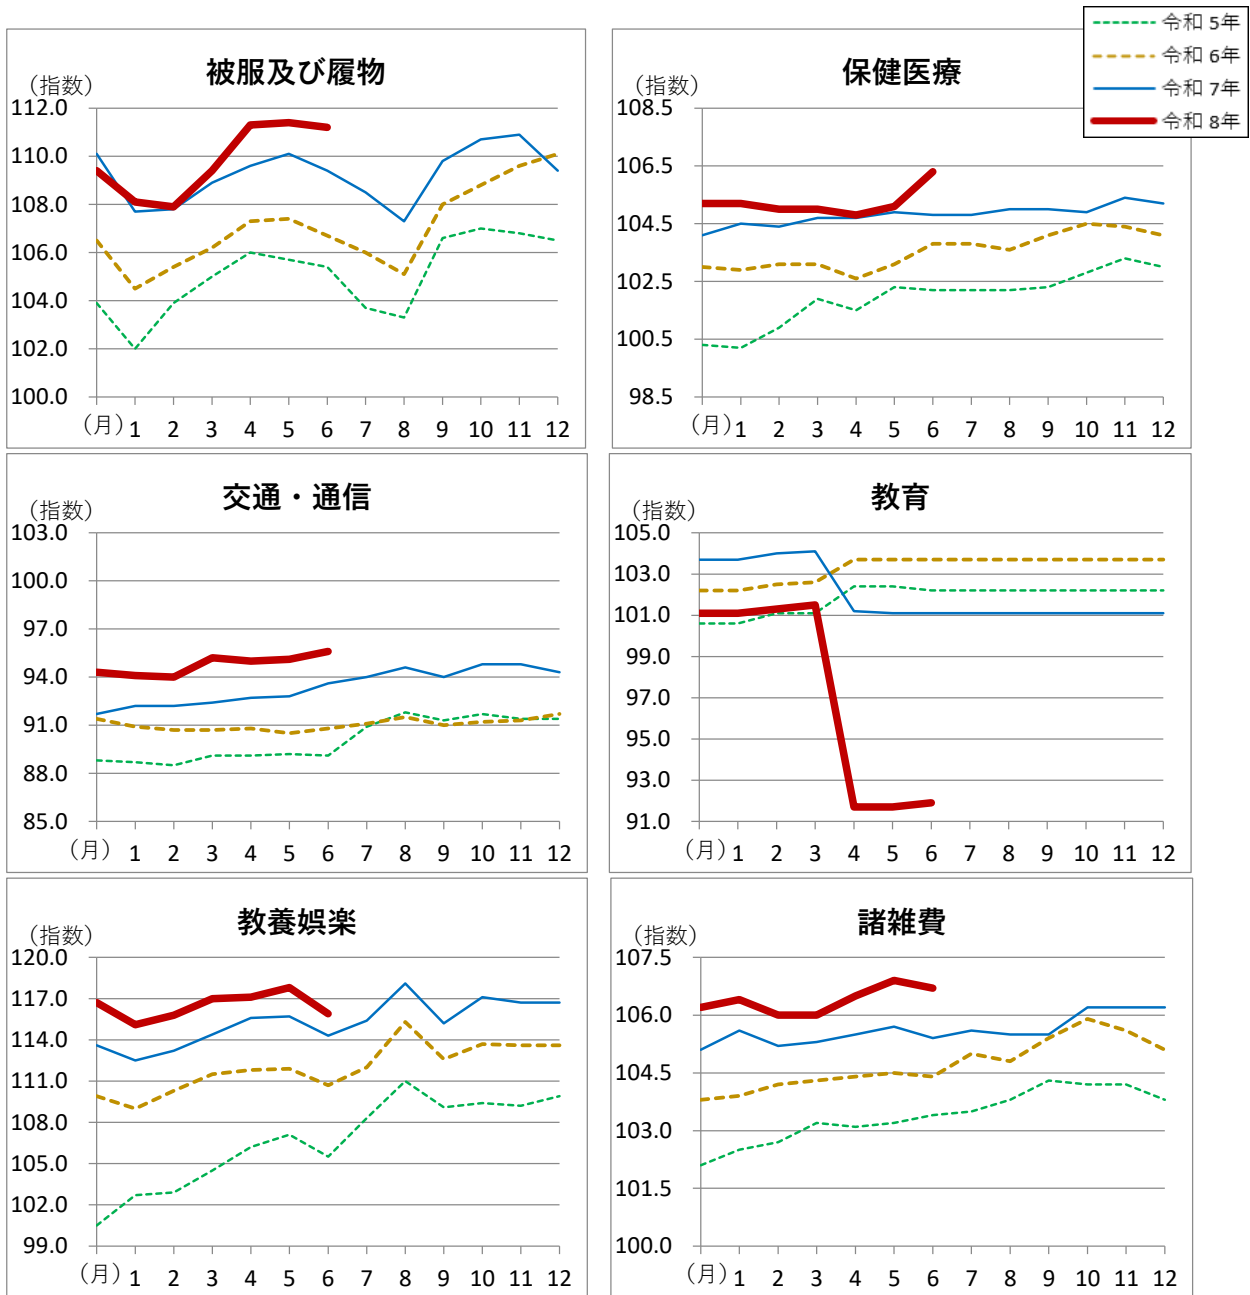 令和 5年
令和 6年
令和 7年
令和 8年
被服及び履物
（指数）
112.0
110.0
108.0
106.0
104.0
102.0
100.0
（月） 1 2 3 4 5 6 7 8 9 10 11 12
保健医療
（指数）
108.5
106.5
104.5
102.5
100.5
98.5
（月） 1 2 3 4 5 6 7 8 9 10 11 12
交通・通信
（指数）
103.0
100.0
97.0
94.0
91.0
88.0
85.0
（月） 1 2 3 4 5 6 7 8 9 10 11 12
教育
（指数）
105.0
103.0
101.0
99.0
97.0
95.0
93.0
91.0
（月） 1 2 3 4 5 6 7 8 9 10 11 12
教養娯楽
（指数）
120.0
117.0
114.0
111.0
108.0
105.0
102.0
99.0
（月） 1 2 3 4 5 6 7 8 9 10 11 12
諸雑費
（指数）
107.5
106.0
104.5
103.0
101.5
100.0
（月） 1 2 3 4 5 6 7 8 9 10 11 12